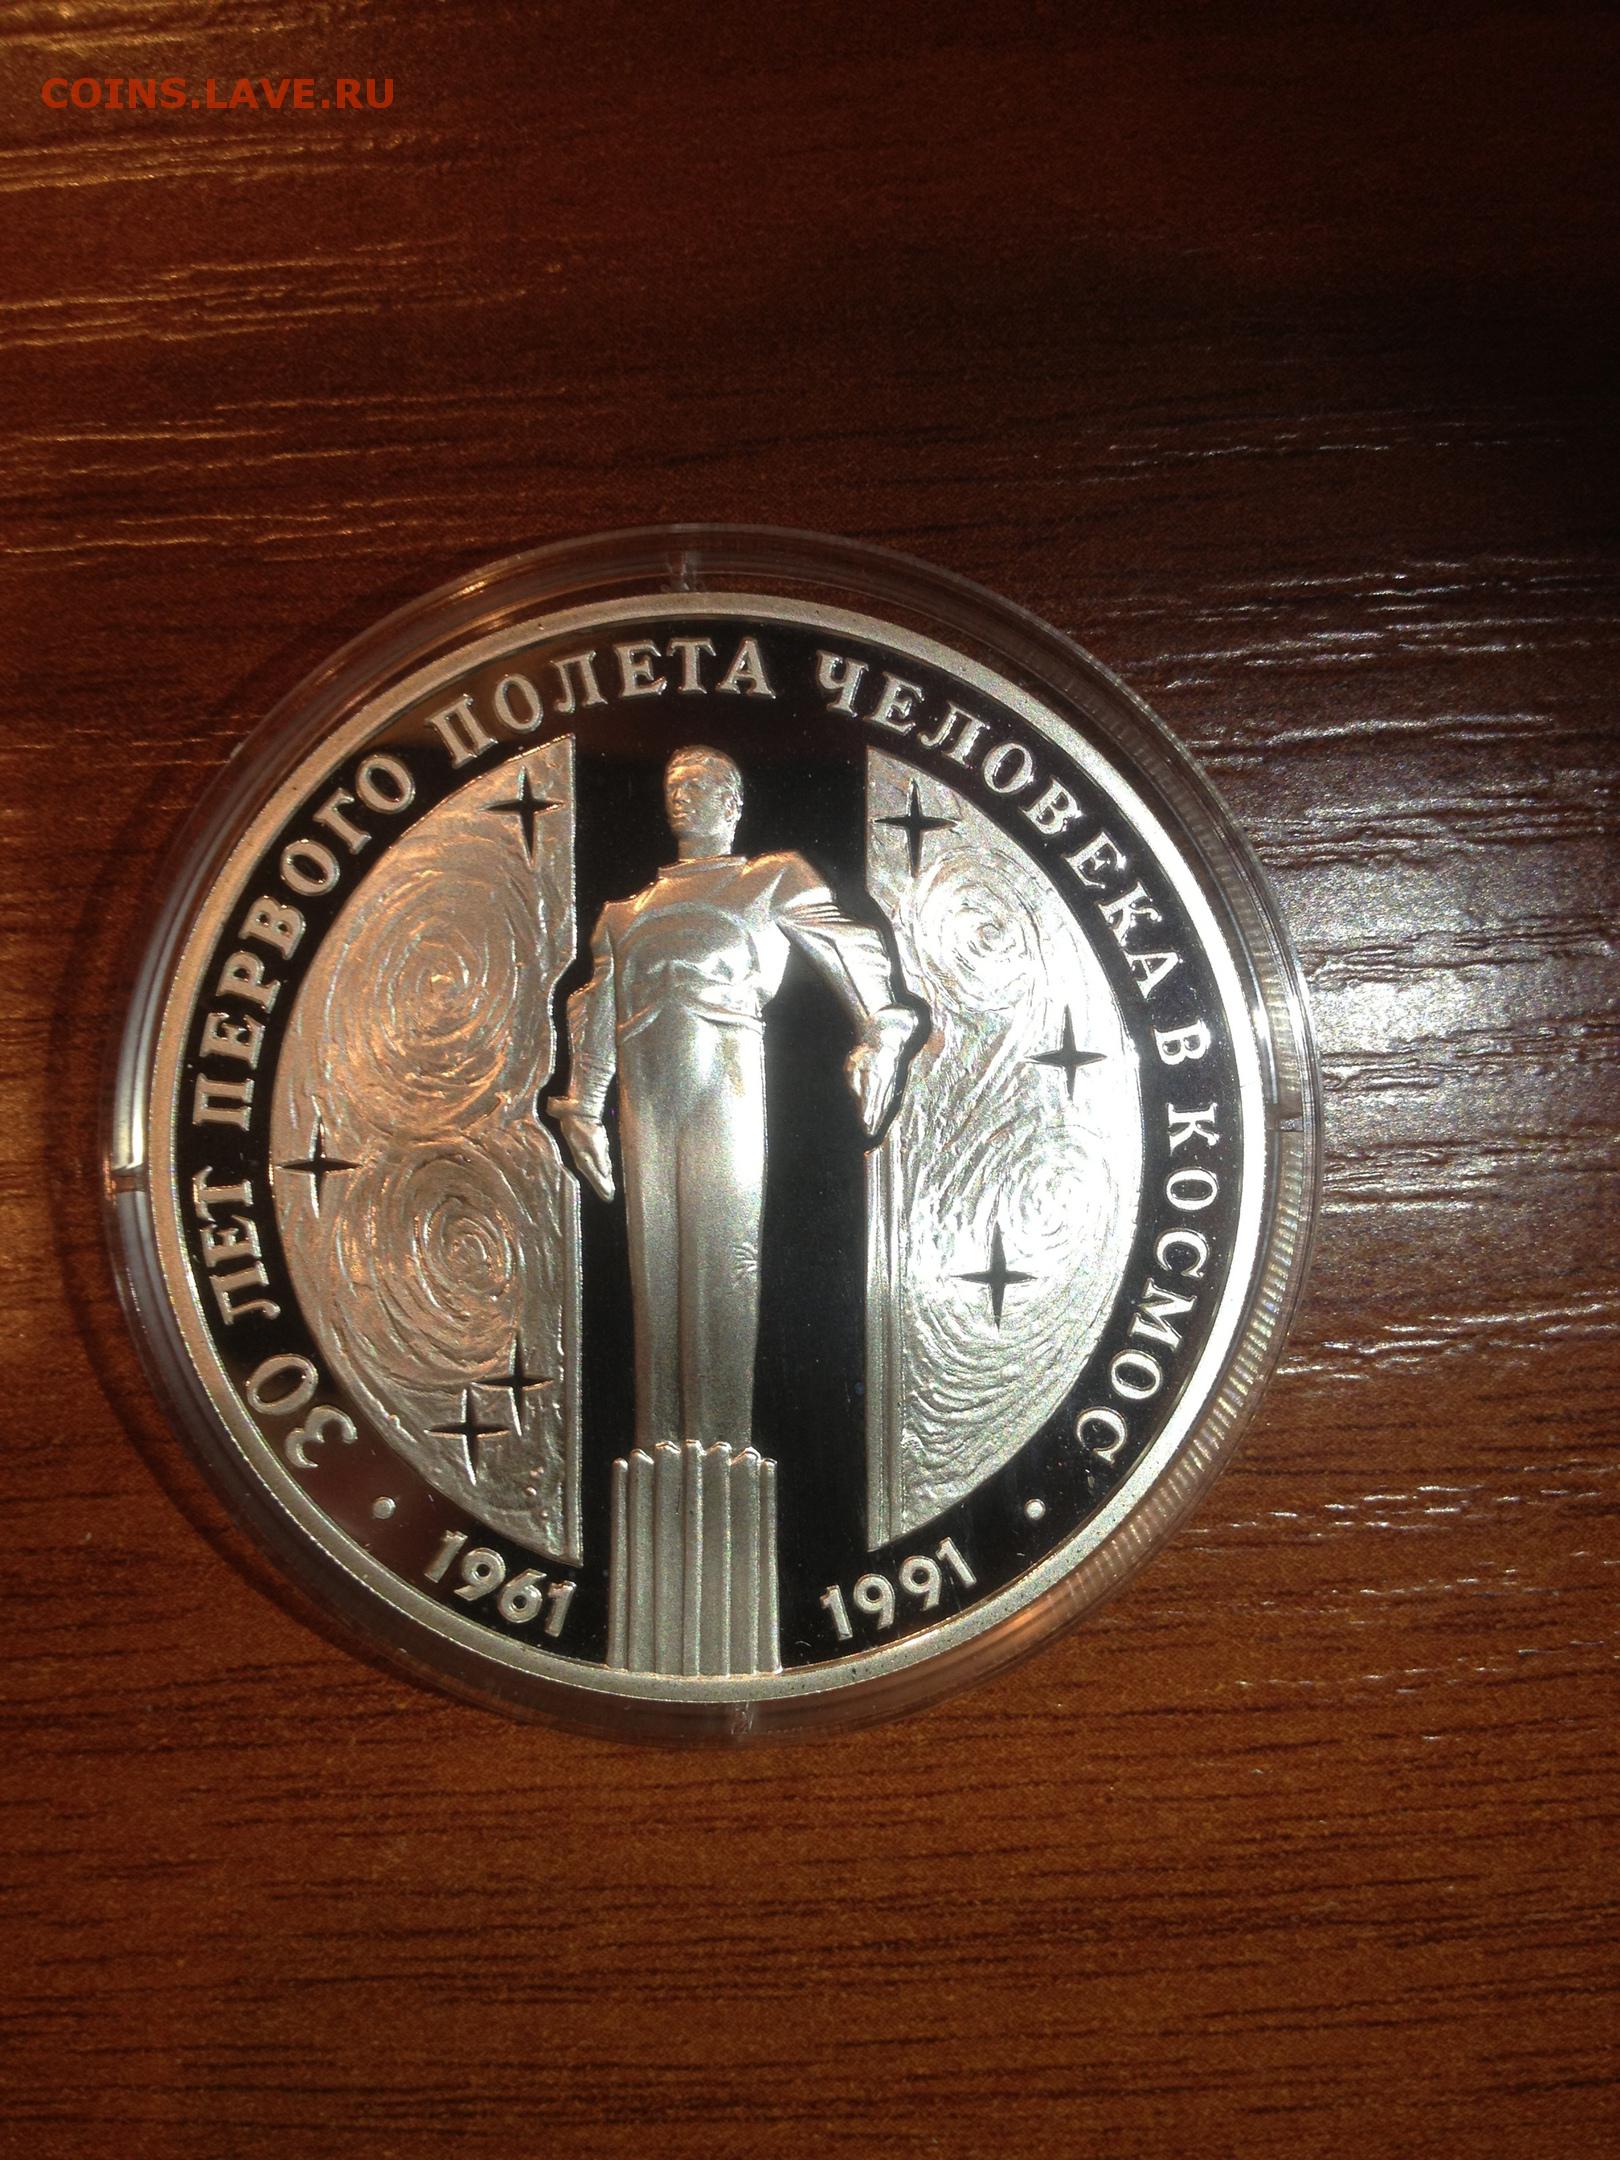 COINS.LAVE.RU
30 ЛЕТ ПЕРВОГО ПОЛЕТА ЧЕЛОВЕКА В КОСМОС
• 1961 1991 •